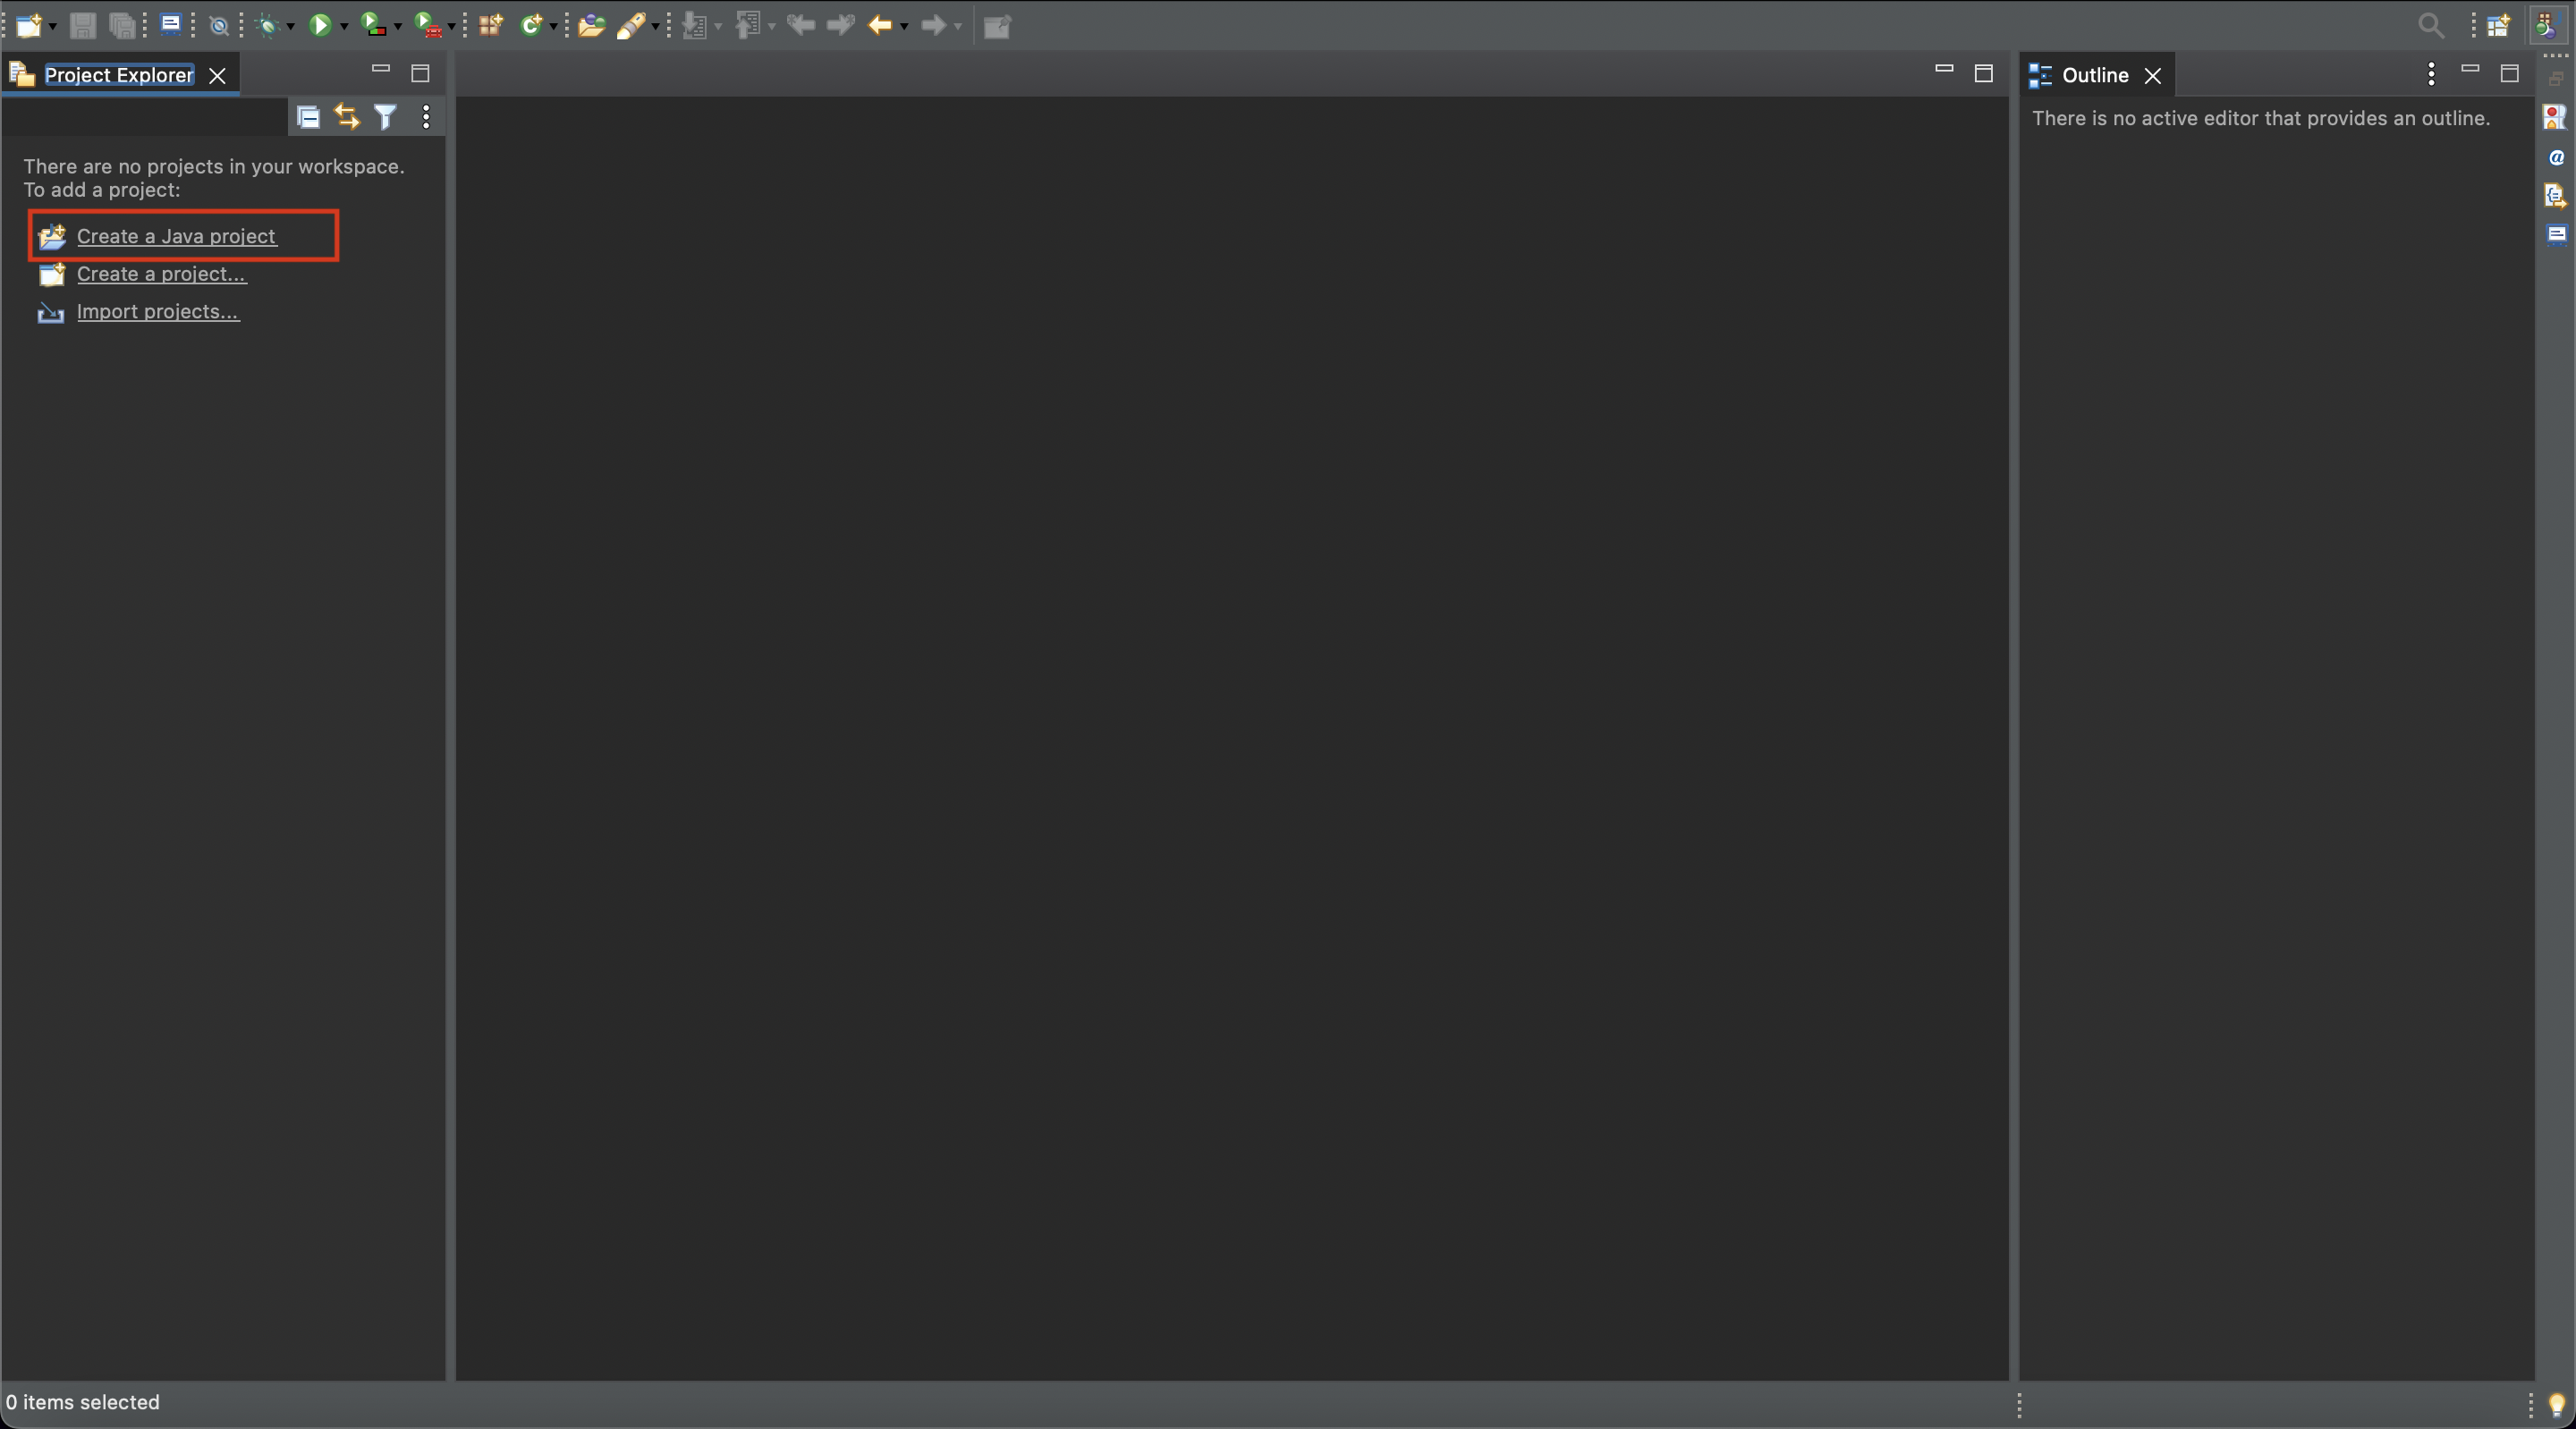 Project Explorer
Outline
There is no active editor that provides an outline.
There are no projects in your workspace.
To add a project:
Create a Java project
Create a project...
Import projects...
0 items selected